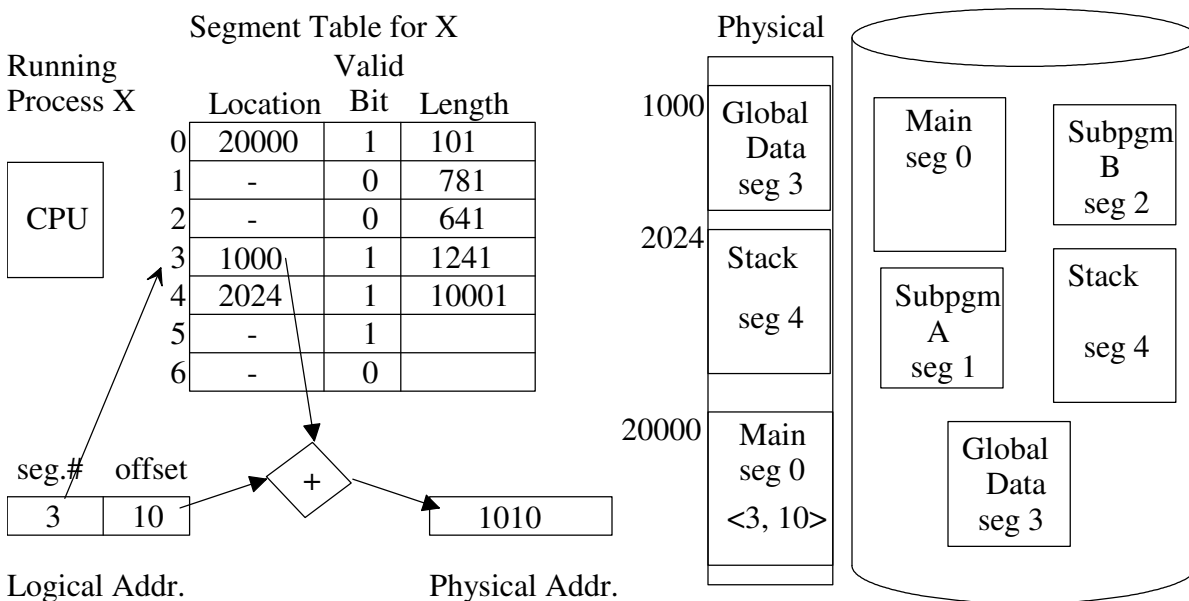 Segment Table for X
Running
Process X
Valid
Bit
Location
Length
0 20000 1 101
1 - 0 781
2 - 0 641
3 1000 1 1241
4 2024 1 10001
5 - 1
6 - 0
CPU
seg.# offset
3 10
+
1010
Logical Addr.
Physical Addr.
Physical
1000
Global
Data
seg 3
2024
Stack
seg 4
20000
Main
seg 0
<3, 10>
Main
seg 0
Subpgm
B
seg 2
Subpgm
A
seg 1
Stack
seg 4
Global
Data
seg 3